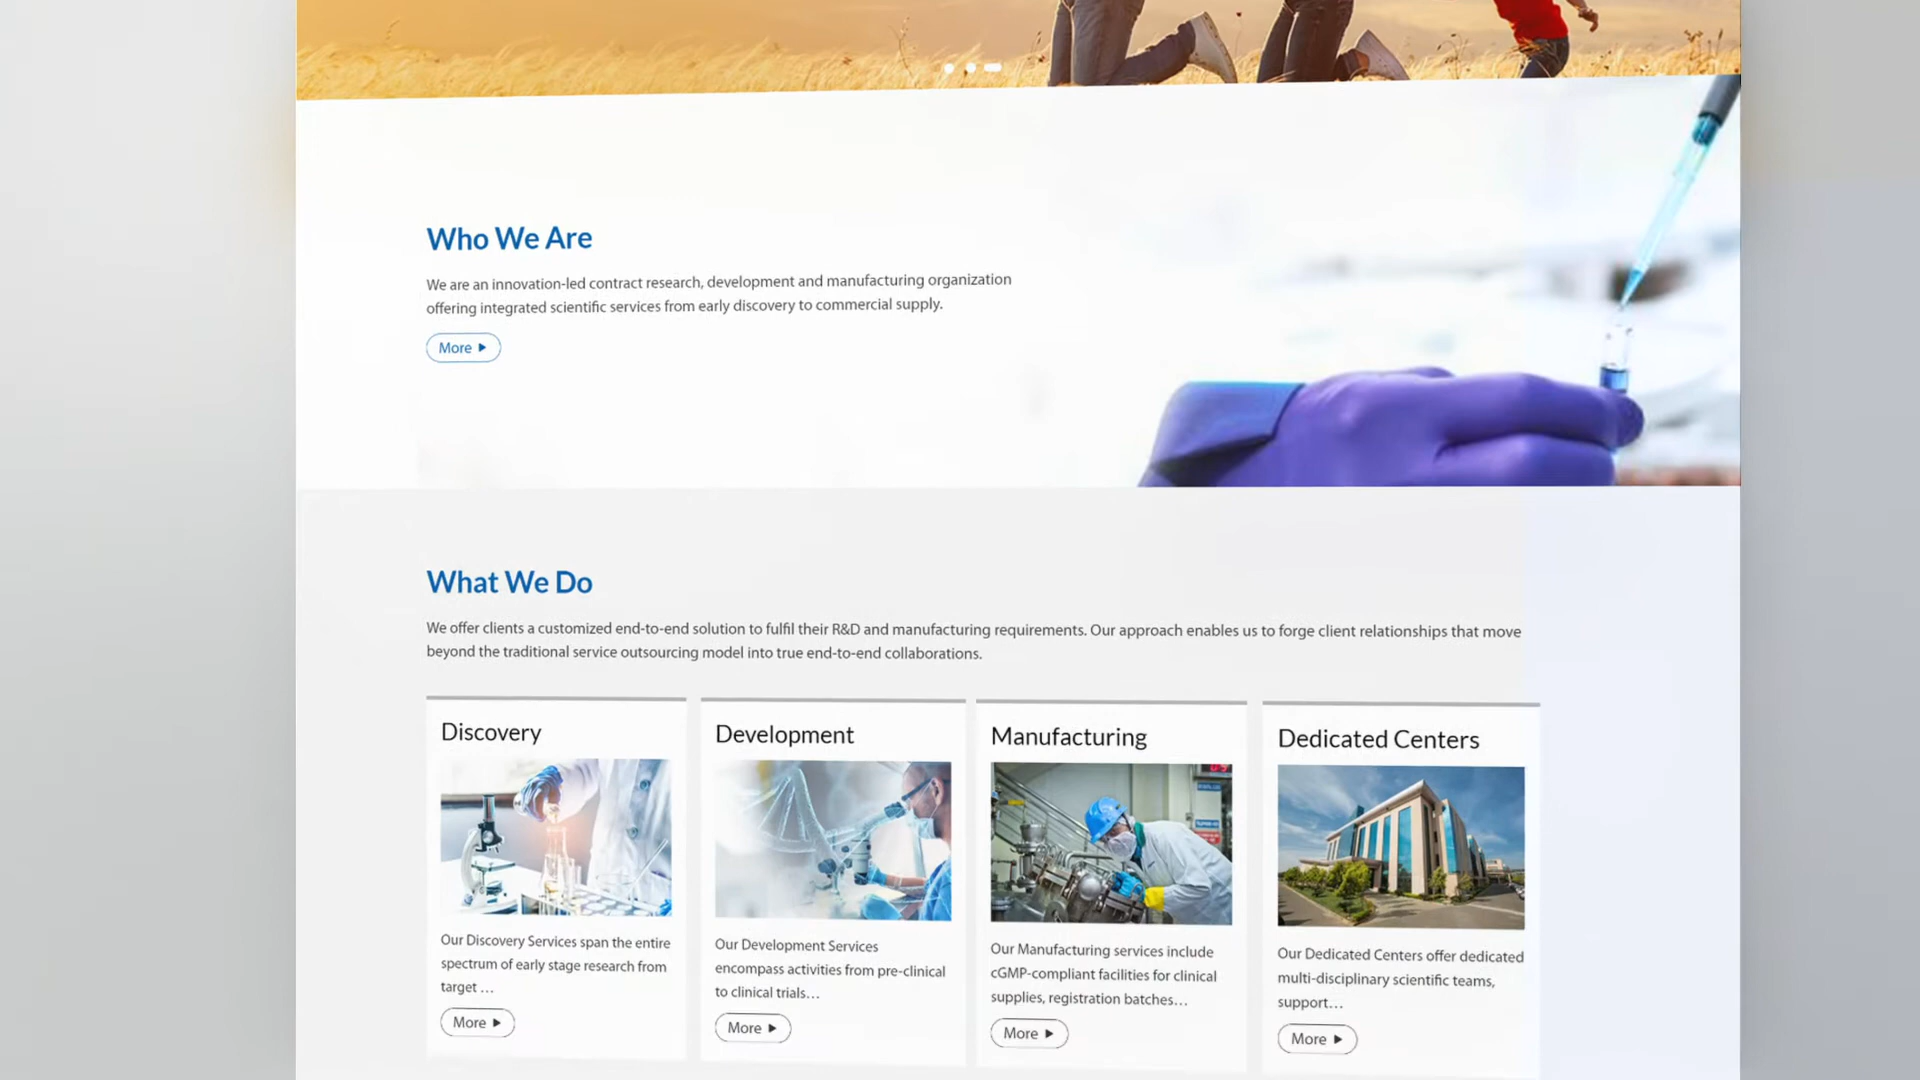 Who We Are
We are an innovation-led contract research, development and manufacturing organization
offering integrated scientific services from early discovery to commercial supply.
More
What We Do
We offer clients a customized end-to-end solution to fulfil their R&D and manufacturing requirements. Our approach enables us to forge client relationships that move
beyond the traditional service outsourcing model into true end-to-end collaborations.
Discovery
Our Discovery Services span the entire
spectrum of early stage research from
target ...
More
Development
Our Development Services
encompass activities from pre-clinical
to clinical trials...
More
Manufacturing
Our Manufacturing services include
cGMP-compliant facilities for clinical
supplies, registration batches...
More
Dedicated Centers
Our Dedicated Centers offer dedicated
multi-disciplinary scientific teams,
support...
More